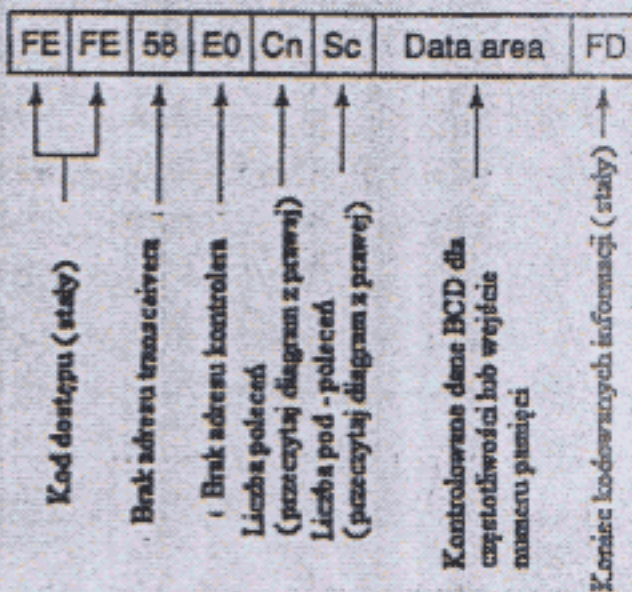 FE FE 58 E0 Cn Sc Data area FD
Kod dostępu ( stały )
Brak adresu transceivera
Brak adresu kontrolera
Liczba poleceń
( przeczytaj diagram z prawej )
Liczba pod - poleceń
( przeczytaj diagram z prawej )
Kontrolowane dane BCD dla
częstotliwości lub wejście
numeru pamięci
Koniec kodowanych informacji ( stały )